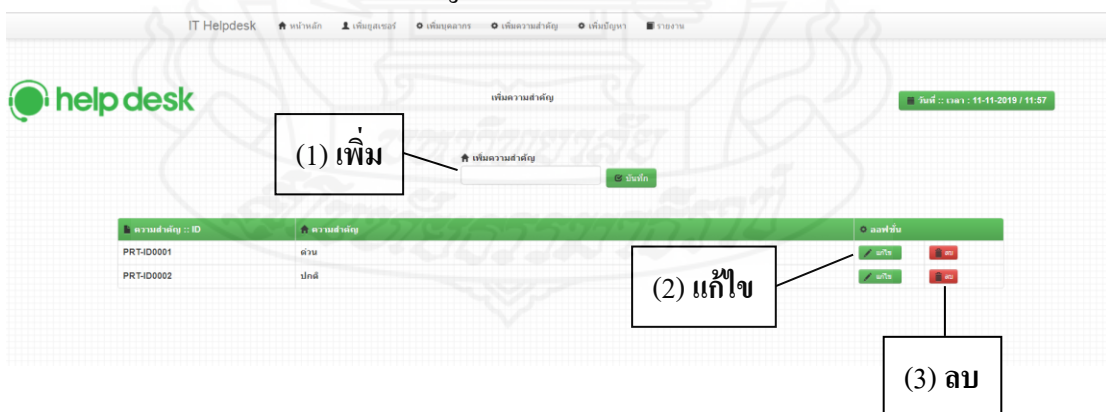 IT Helpdesk หน้าหลัก เพิ่มยูสเซอร์ เพิ่มบุคลากร เพิ่มความสำคัญ เพิ่มปัญหา รายงาน
help desk
เพิ่มความสำคัญ
วันที่ :: เวลา : 11-11-2019 / 11:57
(1) เพิ่ม
เพิ่มความสำคัญ
บันทึก
ความสำคัญ :: ID ความสำคัญ ออฟชั่น
PRT-ID0001 ด่วน แก้ไข ลบ
PRT-ID0002 ปกติ แก้ไข ลบ
(2) แก้ไข
(3) ลบ